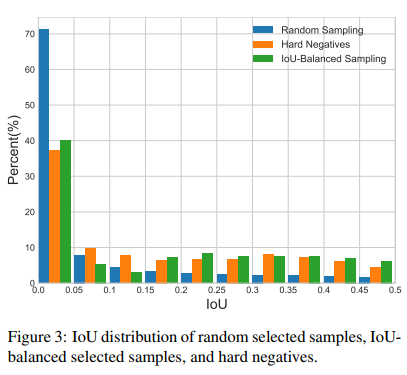 Random Sampling
Hard Negatives
IoU-Balanced Sampling
Percent(%)
70
60
50
40
30
20
10
0
0.0 0.05 0.1 0.15 0.2 0.25 0.3 0.35 0.4 0.45 0.5
IoU
Figure 3: IoU distribution of random selected samples, IoU-
balanced selected samples, and hard negatives.